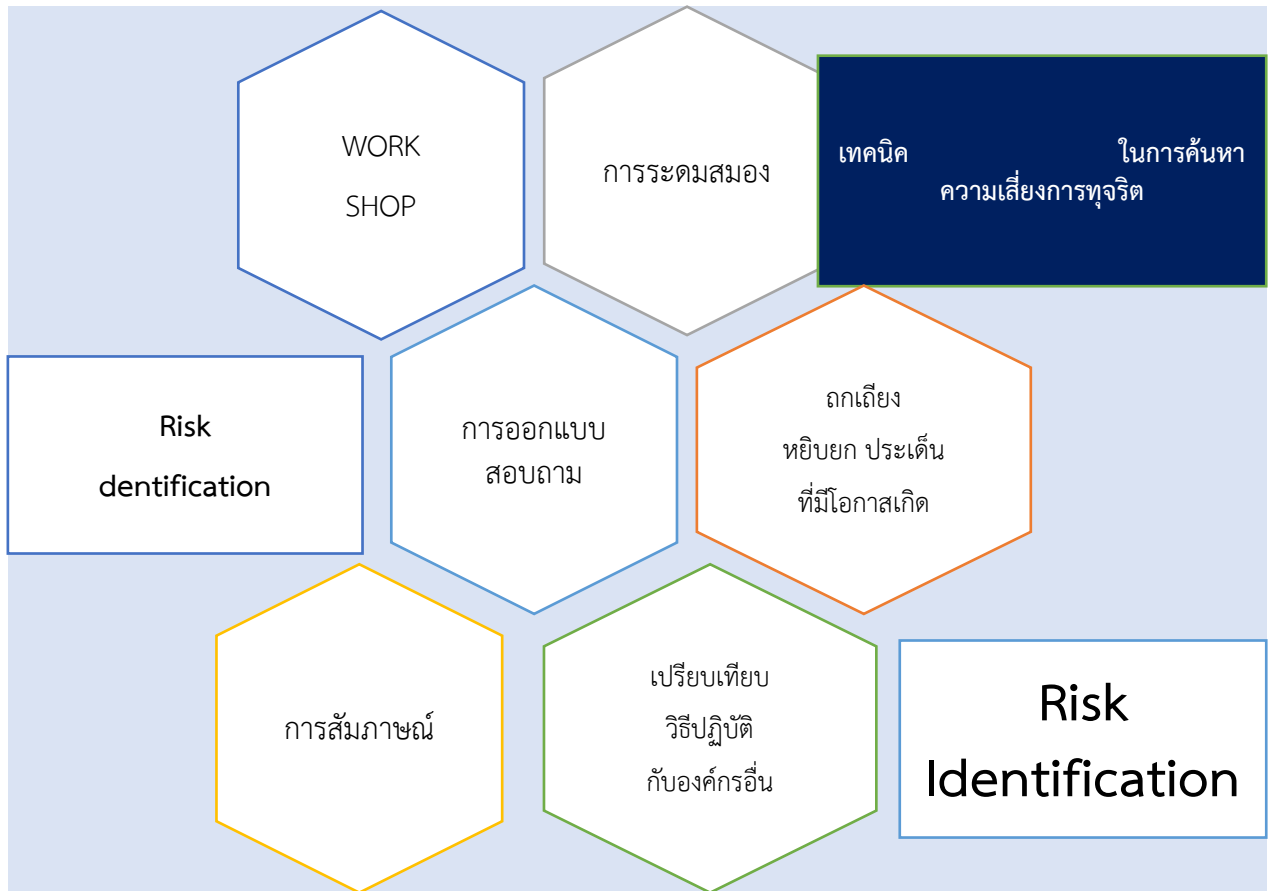 WORK
SHOP
การระดมสมอง
เทคนิค ในการค้นหา
ความเสี่ยงการทุจริต
Risk
dentification
การออกแบบ
สอบถาม
ถกเถียง
หยิบยก ประเด็น
ที่มีโอกาสเกิด
การสัมภาษณ์
เปรียบเทียบ
วิธีปฏิบัติ
กับองค์กรอื่น
Risk
Identification